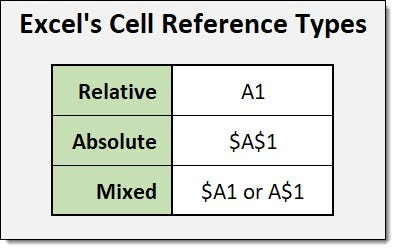 Excel's Cell Reference Types
Relative A1
Absolute $A$1
Mixed $A1 or A$1